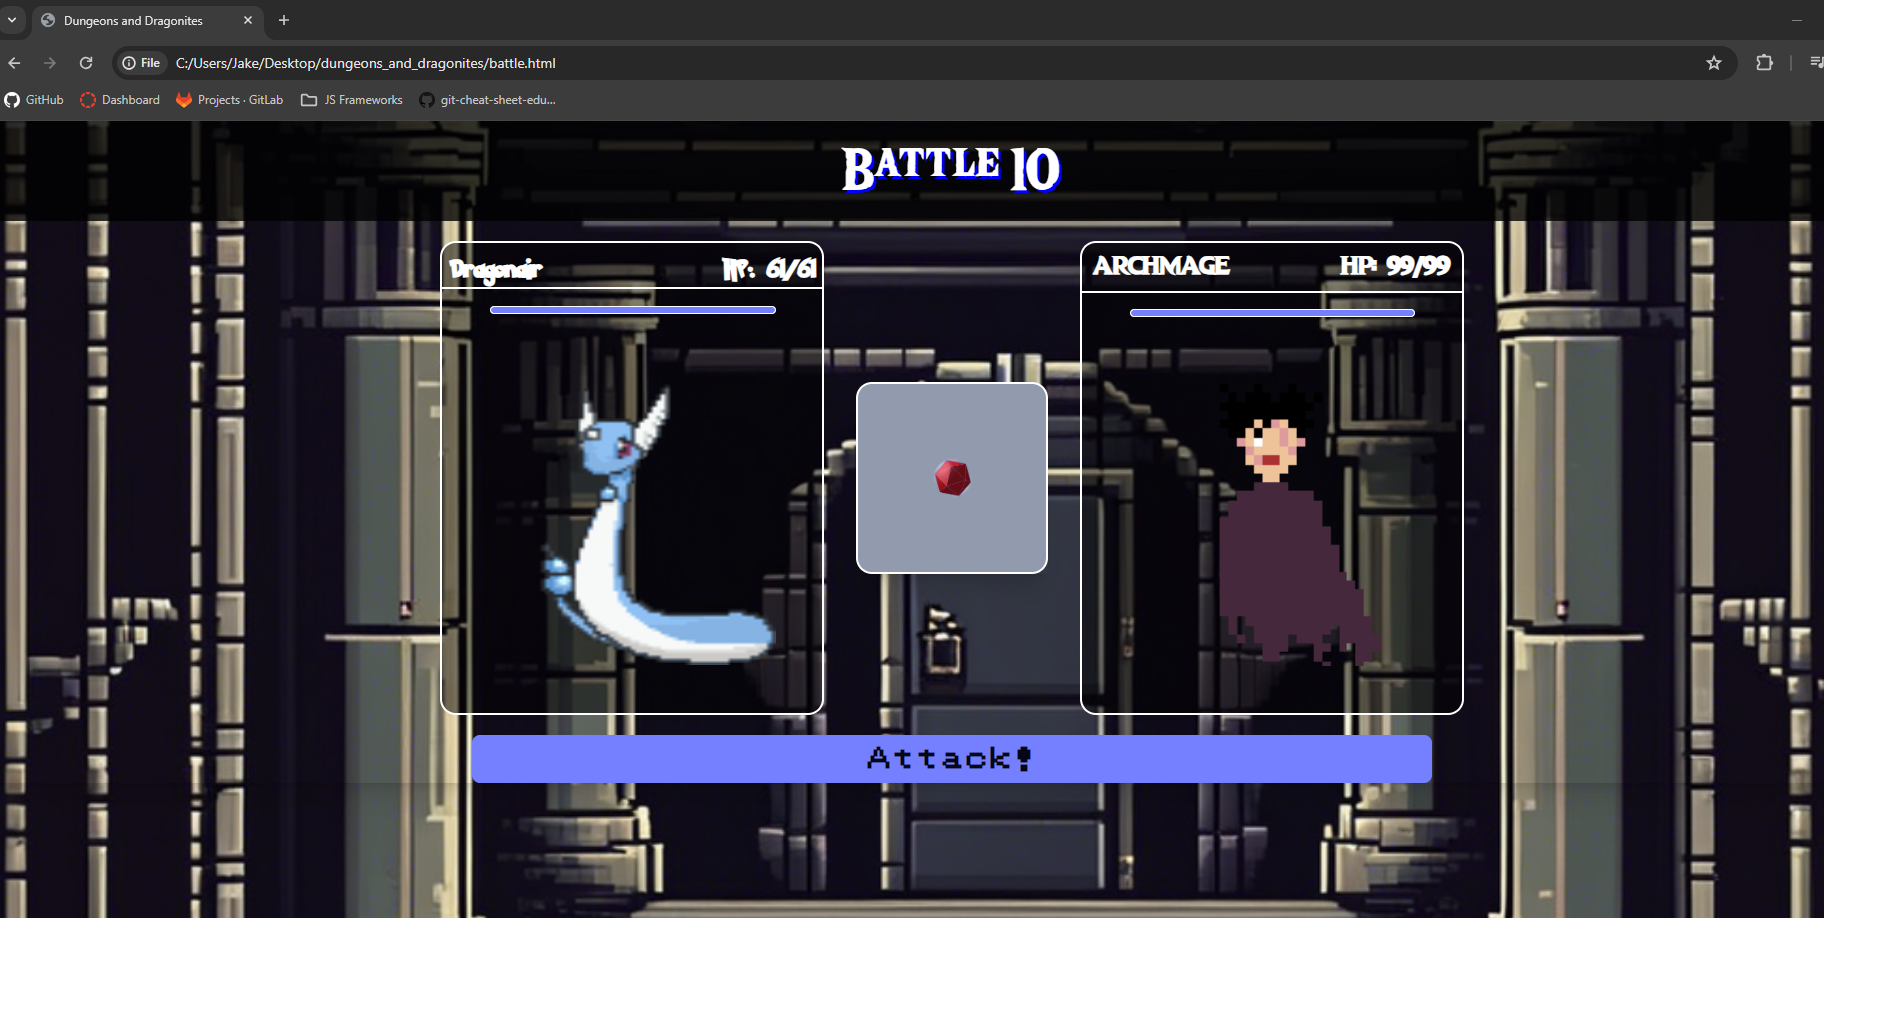 Dungeons and Dragonites
File C:/Users/Jake/Desktop/dungeons_and_dragonites/battle.html
GitHub Dashboard Projects · GitLab JS Frameworks git-cheat-sheet-edu...
Battle 10
Dragonair HP: 61/61
ARCHMAGE HP: 99/99
Attack!